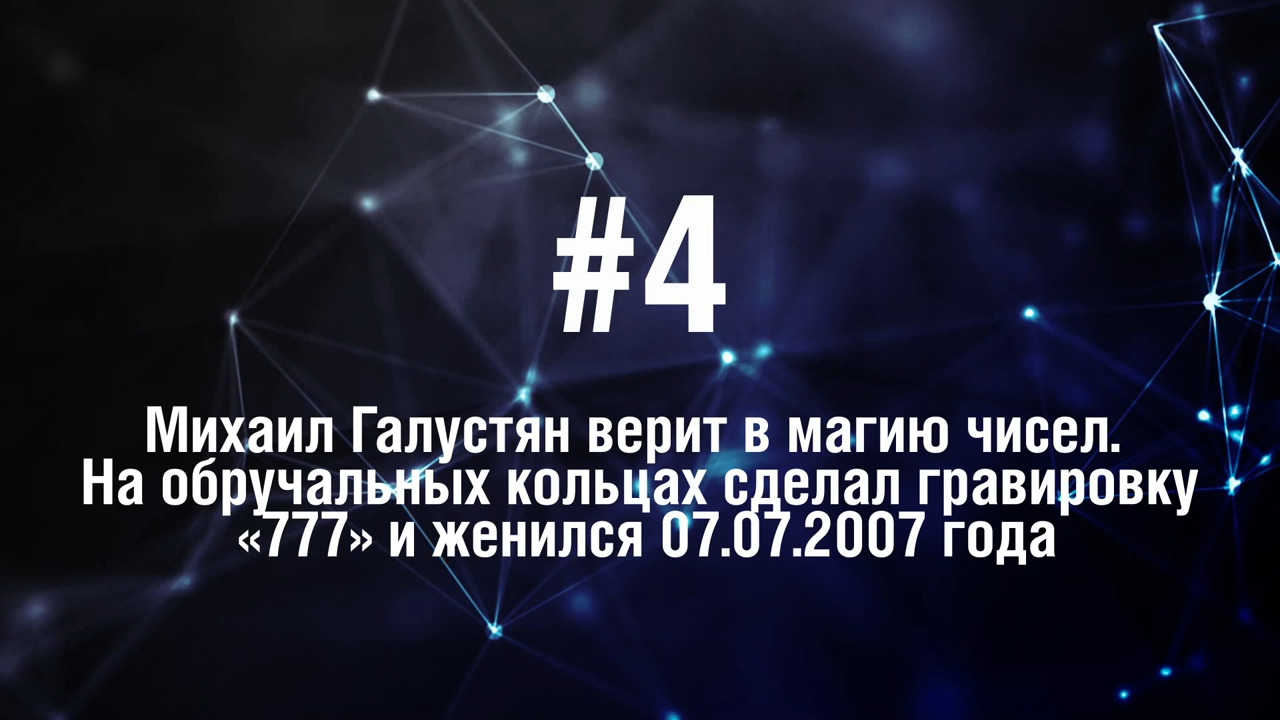 #4
Михаил Галустян верит в магию чисел.
На обручальных кольцах сделал гравировку
«777» и женился 07.07.2007 года